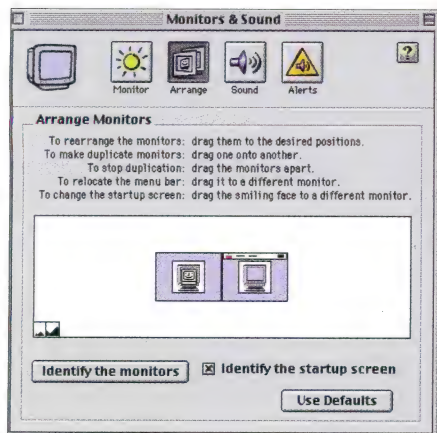 Monitors & Sound
Monitor Arrange Sound Alerts
?
Arrange Monitors
To rearrange the monitors: drag them to the desired positions.
To make duplicate monitors: drag one onto another.
To stop duplication: drag the monitors apart.
To relocate the menu bar: drag it to a different monitor.
To change the startup screen: drag the smiling face to a different monitor.
Identify the monitors
Identify the startup screen
Use Defaults